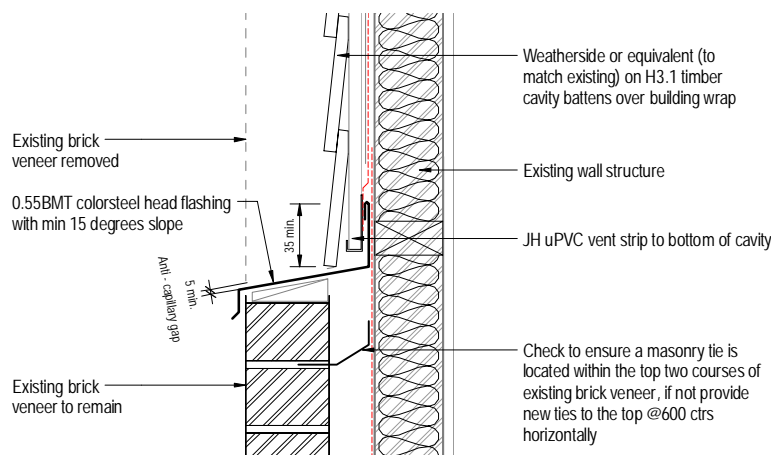 Weatherside or equivalent (to
match existing) on H3.1 timber
cavity battens over building wrap
Existing brick
veneer removed
Existing wall structure
0.55BMT colorsteel head flashing
with min 15 degrees slope
35 min.
JH uPVC vent strip to bottom of cavity
5 min.
Anti - capillary gap
Check to ensure a masonry tie is
located within the top two courses of
existing brick veneer, if not provide
new ties to the top @600 ctrs
horizontally
Existing brick
veneer to remain